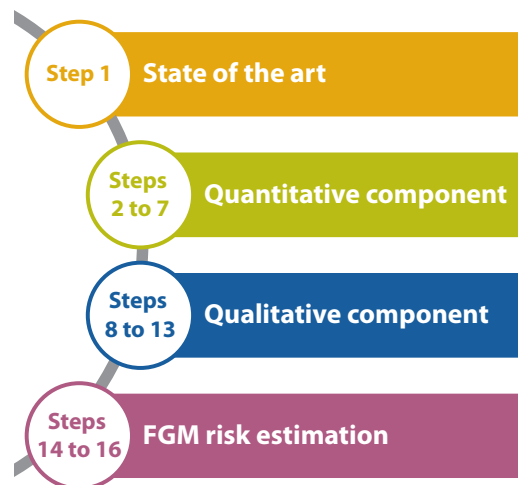 Step 1
State of the art
Steps
2 to 7
Quantitative component
Steps
8 to 13
Qualitative component
Steps
14 to 16
FGM risk estimation